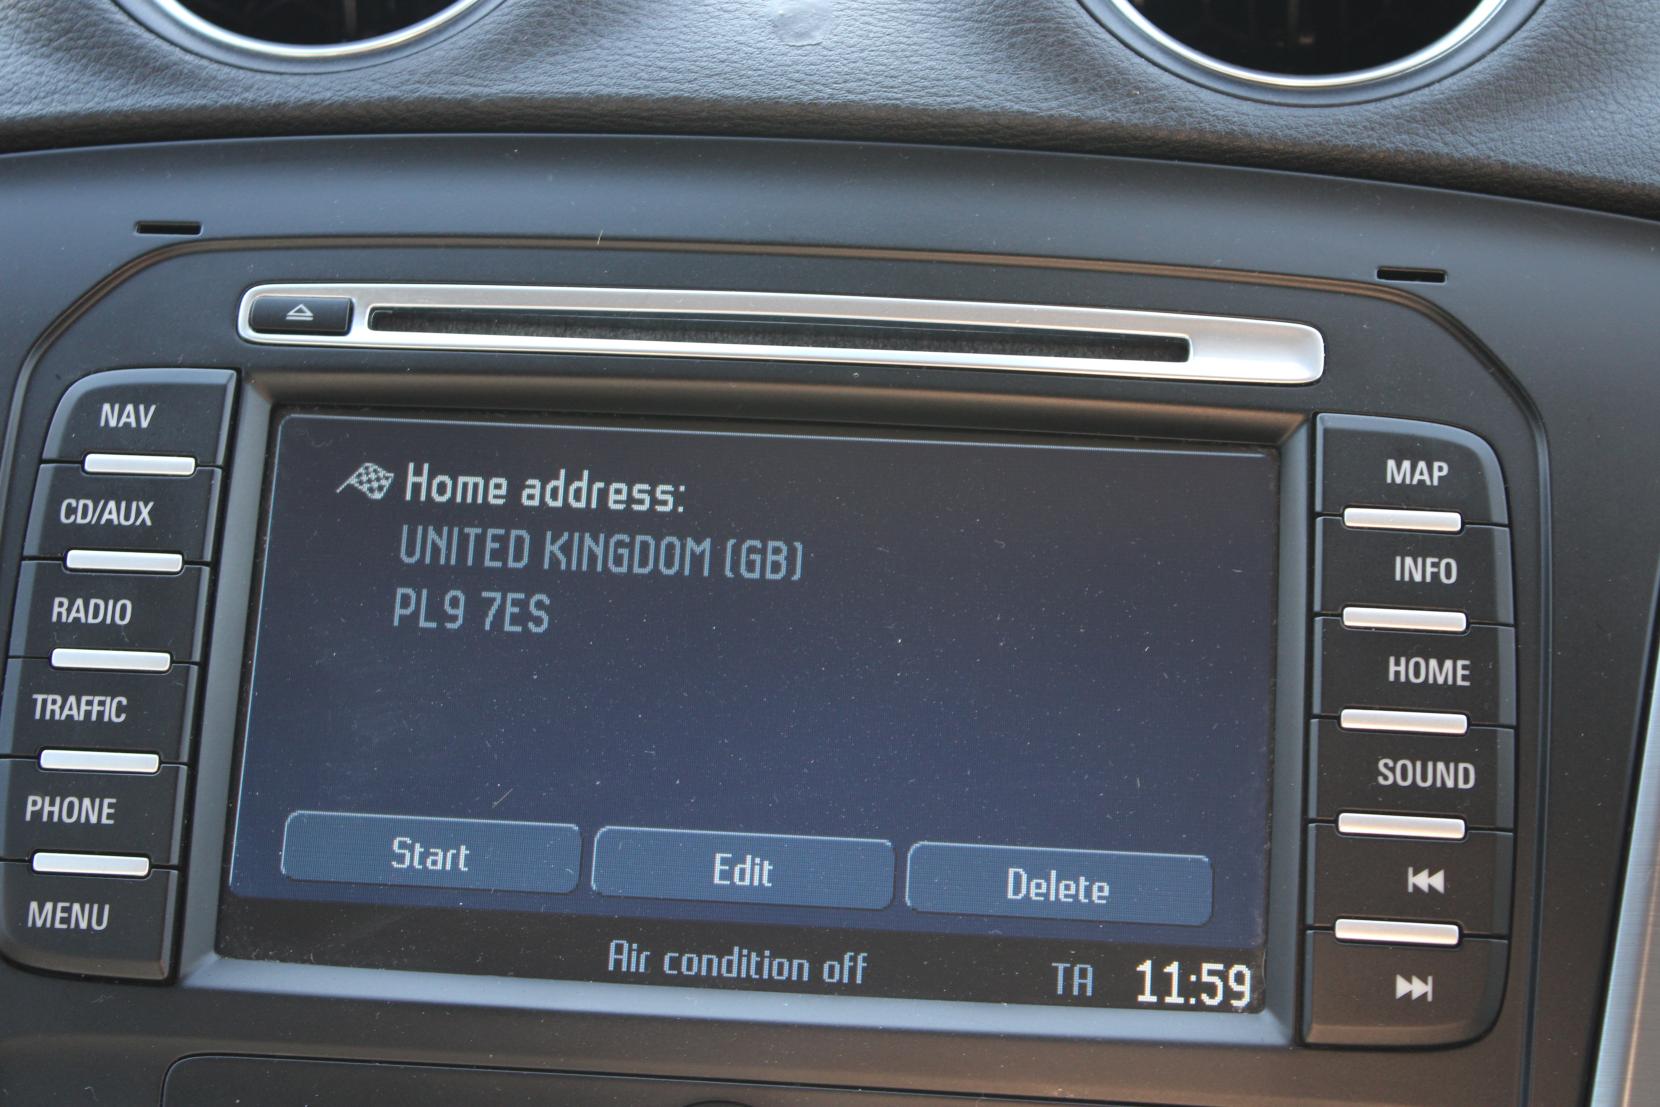 NAV
CD/AUX
RADIO
TRAFFIC
PHONE
MENU
Home address:
UNITED KINGDOM (GB)
PL9 7ES
Start Edit Delete
Air condition off TA 11:59
MAP
INFO
HOME
SOUND